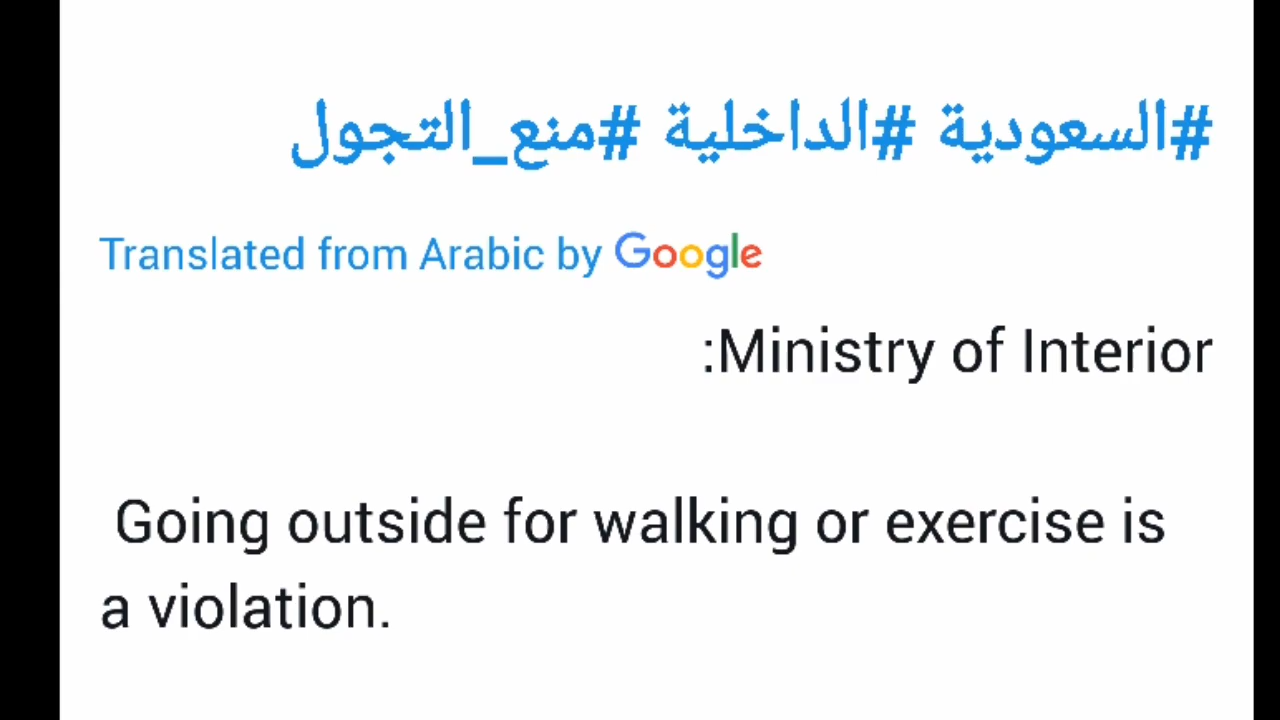 #السعودية #الداخلية #منع_التجول
Translated from Arabic by Google
:Ministry of Interior
Going outside for walking or exercise is
a violation.